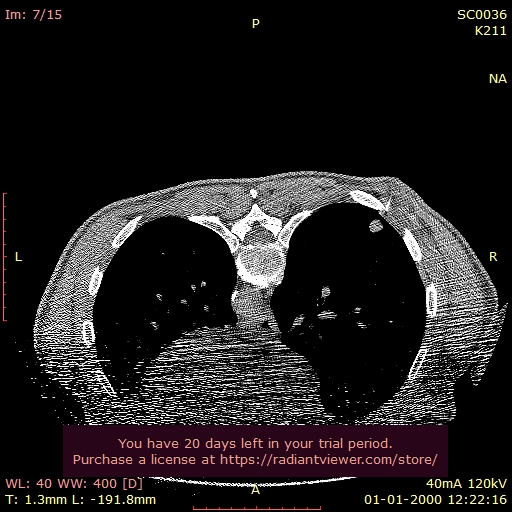 Im: 7/15
SC0036
K211
P
NA
L
R
You have 20 days left in your trial period.
Purchase a license at https://radiantviewer.com/store/
WL: 40 WW: 400 [D]
T: 1.3mm L: -191.8mm
A
40mA 120kV
01-01-2000 12:22:16